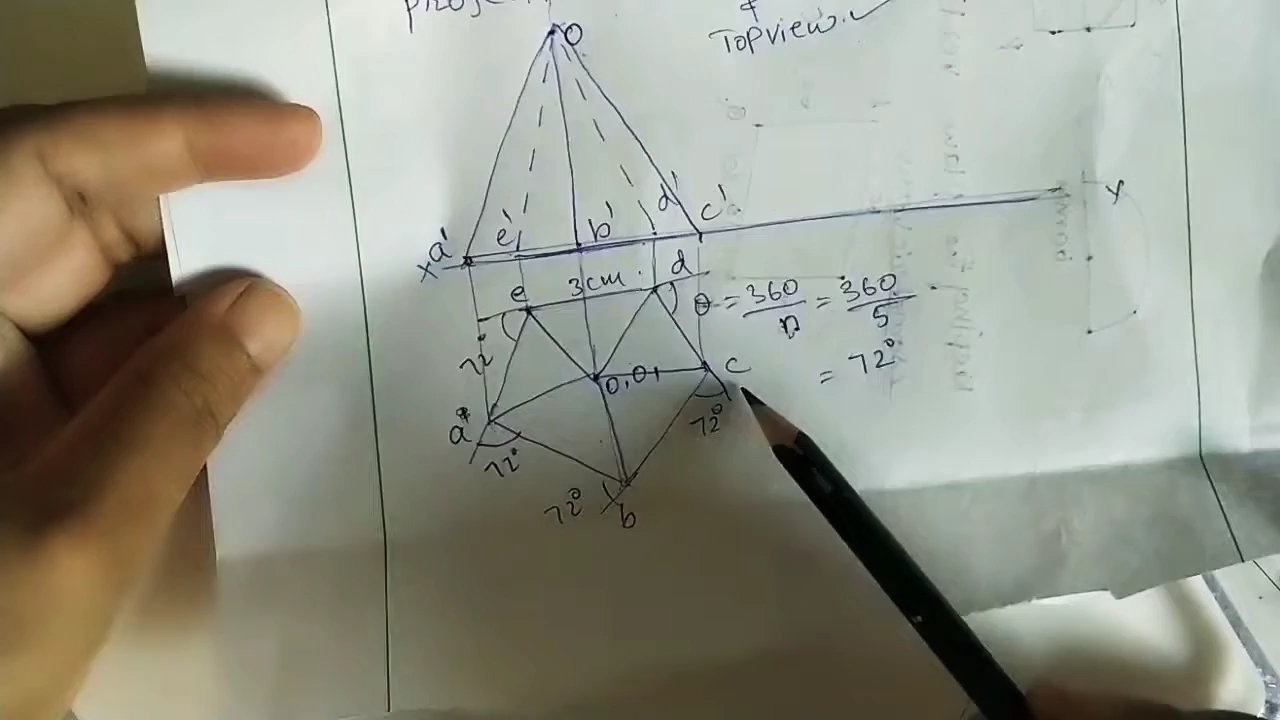 O
Top view.
a' e' b' d' c'
X Y
e 3cm. d
θ = 360/n = 360/5
= 72°
72°
o, o1 c
a 72°
72°
72° b